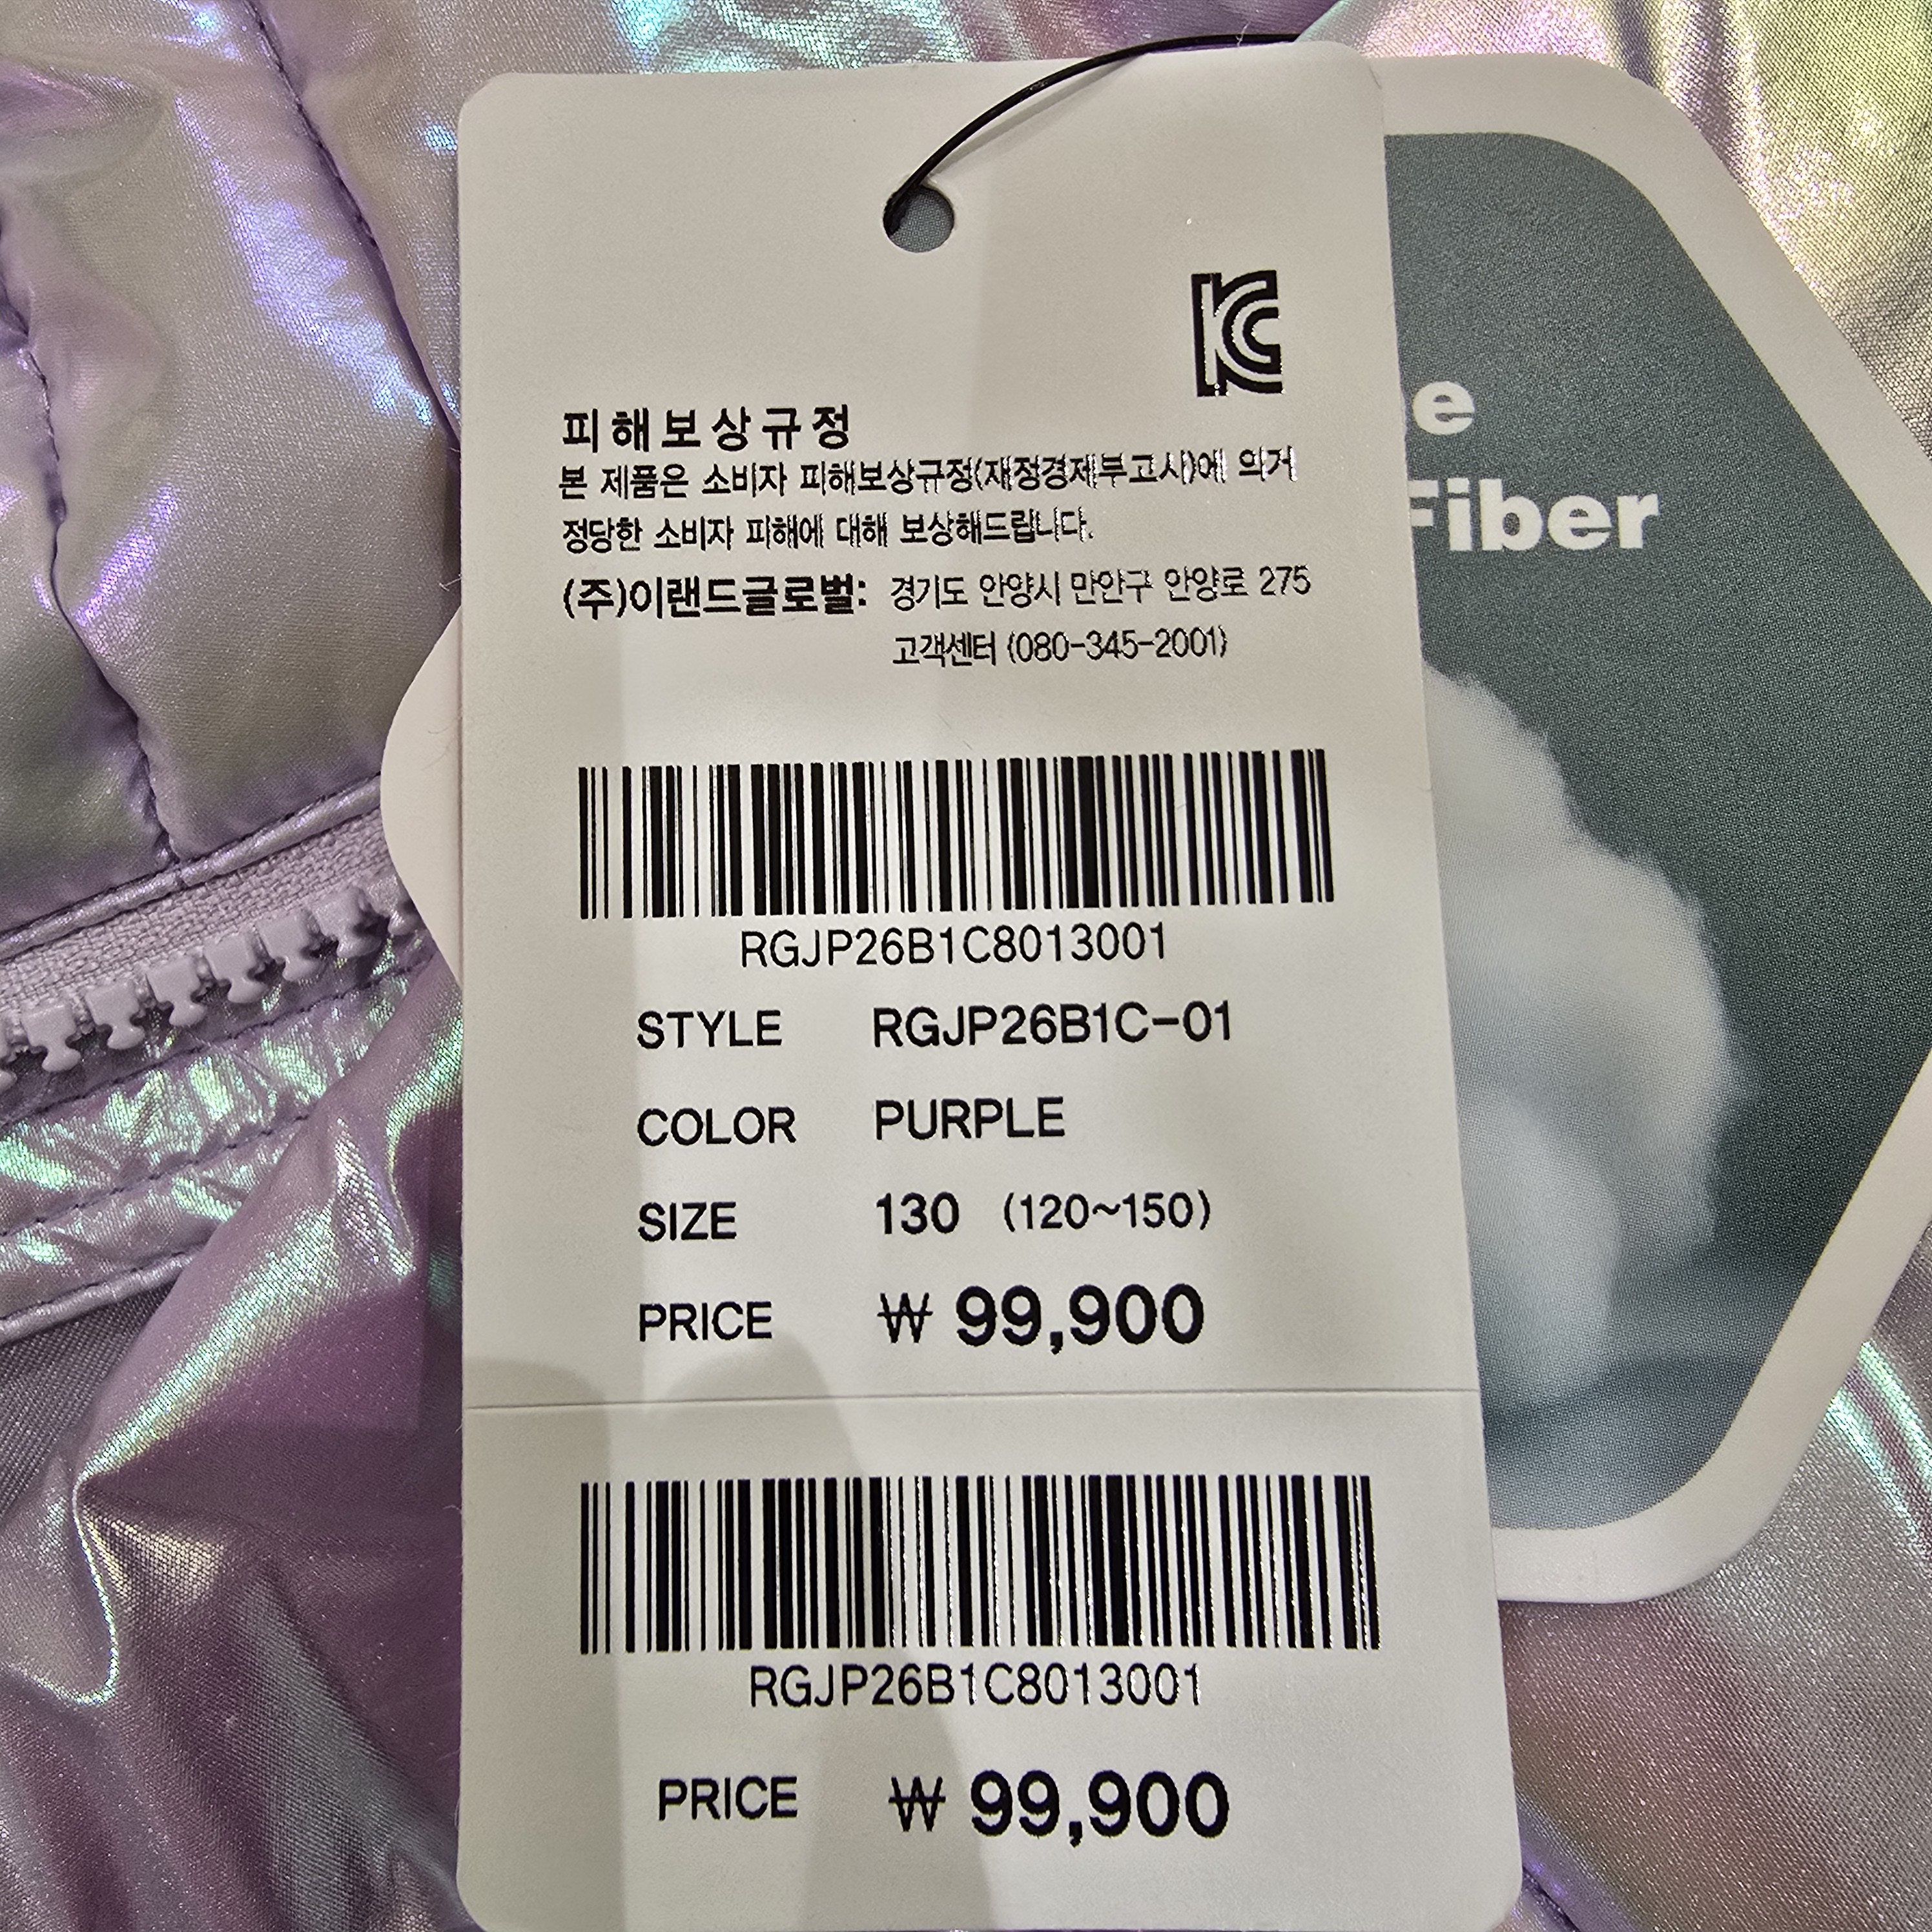 KC
피해보상규정
본 제품은 소비자 피해보상규정(재정경제부고시)에 의거
정당한 소비자 피해에 대해 보상해드립니다.
(주)이랜드글로벌: 경기도 안양시 만안구 안양로 275
고객센터 (080-345-2001)
RGJP26B1C8013001
STYLE RGJP26B1C-01
COLOR PURPLE
SIZE 130 (120~150)
PRICE ₩ 99,900
RGJP26B1C8013001
PRICE ₩ 99,900
Fiber